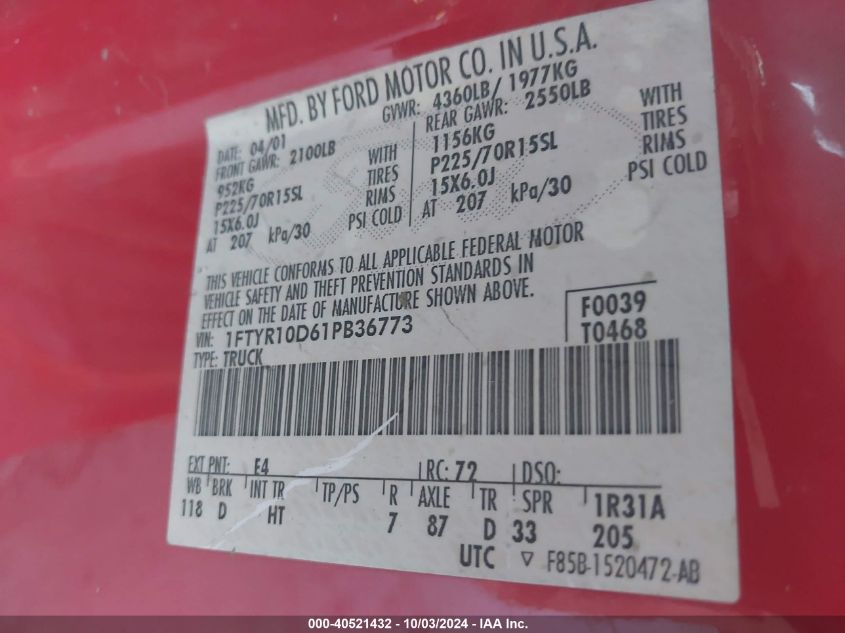 MFD. BY FORD MOTOR CO. IN U.S.A.
DATE: 04/01 GVWR: 4360LB/ 1977KG
FRONT GAWR: 2100LB REAR GAWR: 2550LB
952KG WITH 1156KG WITH
P225/70R15SL TIRES P225/70R15SL TIRES
15X6.0J RIMS 15X6.0J RIMS
AT 207 kPa/30 PSI COLD AT 207 kPa/30 PSI COLD
THIS VEHICLE CONFORMS TO ALL APPLICABLE FEDERAL MOTOR
VEHICLE SAFETY AND THEFT PREVENTION STANDARDS IN
EFFECT ON THE DATE OF MANUFACTURE SHOWN ABOVE.
VIN: 1FTYR10D61PB36773 F0039
TYPE: TRUCK T0468
EXT PNT: E4 RC: 72 DSO:
WB BRK INT TR TP/PS R AXLE TR SPR 1R31A
118 D HT 7 87 D 33 205
UTC ▽ F85B-1520472-AB
000-40521432 - 10/03/2024 - IAA Inc.